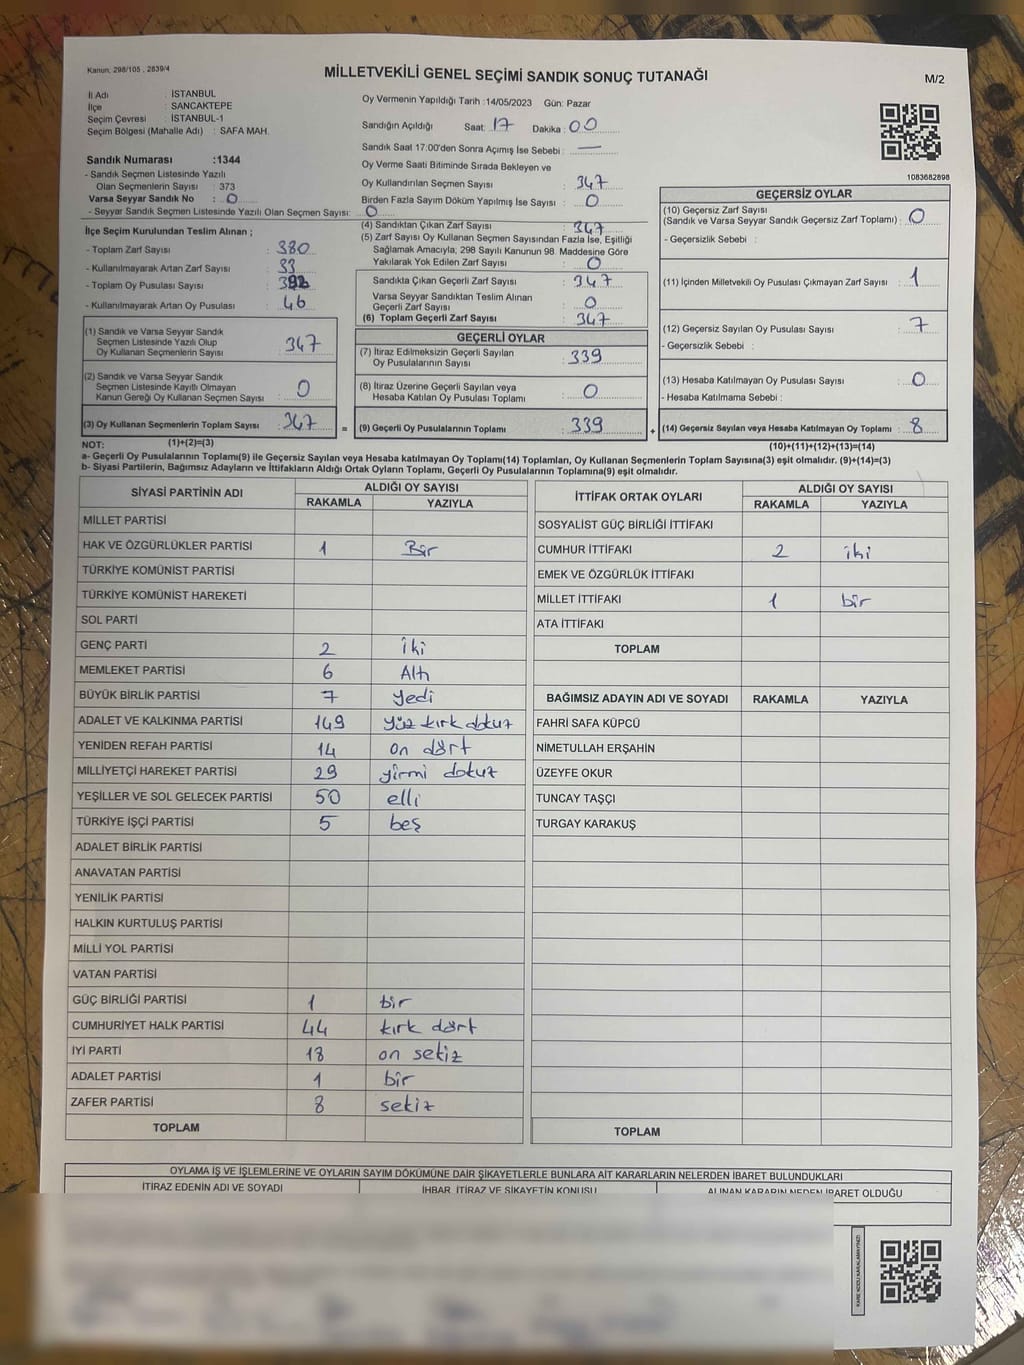 Kanun, 298/105 , 2839/4
MİLLETVEKİLİ GENEL SEÇİMİ SANDIK SONUÇ TUTANAĞI
M/2
İl Adı : İSTANBUL
İlçe : SANCAKTEPE
Seçim Çevresi : İSTANBUL-1
Seçim Bölgesi (Mahalle Adı) : SAFA MAH.
Sandık Numarası :1344
- Sandık Seçmen Listesinde Yazılı
Olan Seçmenlerin Sayısı : 373
Varsa Seyyar Sandık No : 0
- Seyyar Sandık Seçmen Listesinde Yazılı Olan Seçmen Sayısı: 0
Oy Vermenin Yapıldığı Tarih :14/05/2023 Gün: Pazar
Sandığın Açıldığı Saat: 17 Dakika : 00
Sandık Saat 17:00'den Sonra Açımış İse Sebebi : —
Oy Verme Saati Bitiminde Sırada Bekleyen ve
Oy Kullandırılan Seçmen Sayısı : 347
Birden Fazla Sayım Döküm Yapılmış İse Sayısı : 0
1083682898
İlçe Seçim Kurulundan Teslim Alınan ;
- Toplam Zarf Sayısı : 380
- Kullanılmayarak Artan Zarf Sayısı : 33
- Toplam Oy Pusulası Sayısı :
- Kullanılmayarak Artan Oy Pusulası : 46
(4) Sandıktan Çıkan Zarf Sayısı : 347
(5) Zarf Sayısı Oy Kullanan Seçmen Sayısından Fazla İse, Eşitliği
Sağlamak Amacıyla; 298 Sayılı Kanunun 98. Maddesine Göre
Yakılarak Yok Edilen Zarf Sayısı : 0
Sandıkta Çıkan Geçerli Zarf Sayısı : 347
Varsa Seyyar Sandıktan Teslim Alınan
Geçerli Zarf Sayısı : 0
(6) Toplam Geçerli Zarf Sayısı : 347
GEÇERSİZ OYLAR
(10) Geçersiz Zarf Sayısı
(Sandık ve Varsa Seyyar Sandık Geçersiz Zarf Toplamı) : 0
- Geçersizlik Sebebi :
(11) İçinden Milletvekili Oy Pusulası Çıkmayan Zarf Sayısı : 1
(12) Geçersiz Sayılan Oy Pusulası Sayısı : 7
- Geçersizlik Sebebi :
(13) Hesaba Katılmayan Oy Pusulası Sayısı : 0
- Hesaba Katılmama Sebebi :
(14) Geçersiz Sayılan veya Hesaba Katılmayan Oy Toplamı : 8
(1) Sandık ve Varsa Seyyar Sandık
Seçmen Listesinde Yazılı Olup
Oy Kullanan Seçmenlerin Sayısı : 347
(2) Sandık ve Varsa Seyyar Sandık
Seçmen Listesinde Kayıtlı Olmayan
Kanun Gereği Oy Kullanan Seçmen Sayısı : 0
(3) Oy Kullanan Seçmenlerin Toplam Sayısı : 347
GEÇERLİ OYLAR
(7) İtiraz Edilmeksizin Geçerli Sayılan
Oy Pusulalarının Sayısı : 339
(8) İtiraz Üzerine Geçerli Sayılan veya
Hesaba Katılan Oy Pusulası Toplamı : 0
= (9) Geçerli Oy Pusulalarının Toplamı : 339 +
NOT: (1)+(2)=(3)
(10)+(11)+(12)+(13)=(14)
a- Geçerli Oy Pusulalarının Toplamı(9) ile Geçersiz Sayılan veya Hesaba katılmayan Oy Toplamı(14) Toplamları, Oy Kullanan Seçmenlerin Toplam Sayısına(3) eşit olmalıdır. (9)+(14)=(3)
b- Siyasi Partilerin, Bağımsız Adayların ve İttifakların Aldığı Ortak Oyların Toplamı, Geçerli Oy Pusulalarının Toplamına(9) eşit olmalıdır.
SİYASİ PARTİNİN ADI ALDIĞI OY SAYISI
RAKAMLA YAZIYLA
MİLLET PARTİSİ
HAK VE ÖZGÜRLÜKLER PARTİSİ 1 Bir
TÜRKİYE KOMÜNİST PARTİSİ
TÜRKİYE KOMÜNİST HAREKETİ
SOL PARTİ
GENÇ PARTİ 2 İki
MEMLEKET PARTİSİ 6 Altı
BÜYÜK BİRLİK PARTİSİ 7 Yedi
ADALET VE KALKINMA PARTİSİ 149 yüz kırk dokuz
YENİDEN REFAH PARTİSİ 14 on dört
MİLLİYETÇİ HAREKET PARTİSİ 29 yirmi dokuz
YEŞİLLER VE SOL GELECEK PARTİSİ 50 elli
TÜRKİYE İŞÇİ PARTİSİ 5 beş
ADALET BİRLİK PARTİSİ
ANAVATAN PARTİSİ
YENİLİK PARTİSİ
HALKIN KURTULUŞ PARTİSİ
MİLLİ YOL PARTİSİ
VATAN PARTİSİ
GÜÇ BİRLİĞİ PARTİSİ 1 bir
CUMHURİYET HALK PARTİSİ 44 kırk dört
İYİ PARTİ 18 on sekiz
ADALET PARTİSİ 1 bir
ZAFER PARTİSİ 8 sekiz
TOPLAM
İTTİFAK ORTAK OYLARI ALDIĞI OY SAYISI
RAKAMLA YAZIYLA
SOSYALİST GÜÇ BİRLİĞİ İTTİFAKI
CUMHUR İTTİFAKI 2 iki
EMEK VE ÖZGÜRLÜK İTTİFAKI
MİLLET İTTİFAKI 1 bir
ATA İTTİFAKI
TOPLAM
BAĞIMSIZ ADAYIN ADI VE SOYADI RAKAMLA YAZIYLA
FAHRİ SAFA KÜPCÜ
NİMETULLAH ERŞAHİN
ÜZEYFE OKUR
TUNCAY TAŞÇI
TURGAY KARAKUŞ
TOPLAM
OYLAMA İŞ VE İŞLEMLERİNE VE OYLARIN SAYIM DÖKÜMÜNE DAİR ŞİKAYETLERLE BUNLARA AİT KARARLARIN NELERDEN İBARET BULUNDUKLARI
İTİRAZ EDENİN ADI VE SOYADI İHBAR, İTİRAZ VE ŞİKAYETİN KONUSU ALINAN KARARIN NEDEN İBARET OLDUĞU